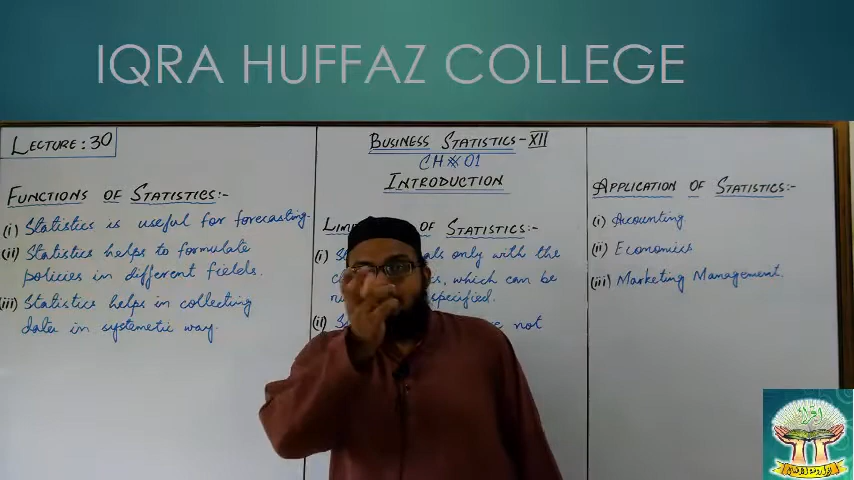 IQRA HUFFAZ COLLEGE
LECTURE: 30
FUNCTIONS OF STATISTICS:-
(i) Statistics is useful for forecasting.
(ii) Statistics helps to formulate
policies in different fields.
(iii) Statistics helps in collecting
data in systemetic way.
BUSINESS STATISTICS-XII
CH # 01
INTRODUCTION
OF STATISTICS:-
(i) only with the
which can be
specified.
(ii) not
APPLICATION OF STATISTICS:-
(i) Accounting
(ii) Economics
(iii) Marketing Management.
اقرأ